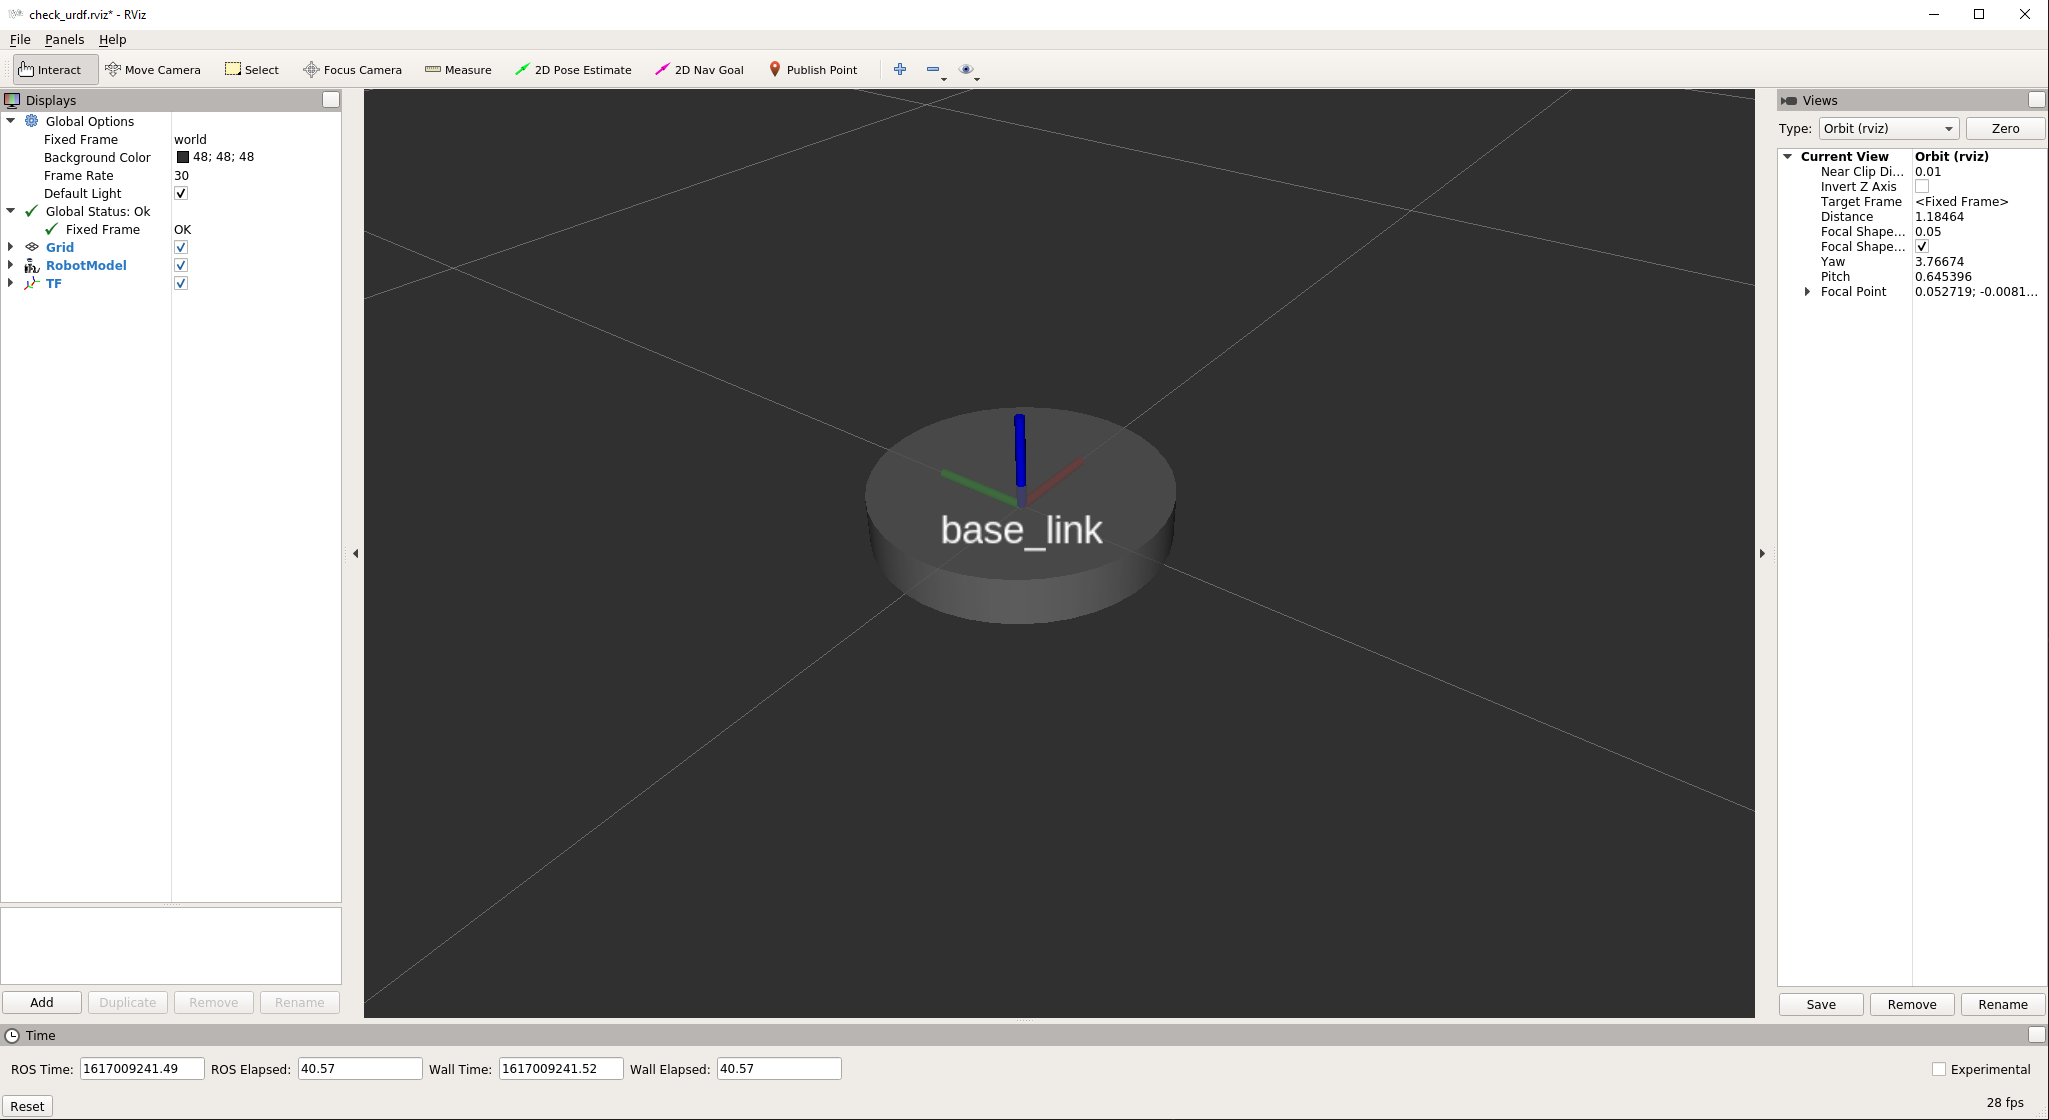 check_urdf.rviz* - RViz
File Panels Help
Interact Move Camera Select Focus Camera Measure 2D Pose Estimate 2D Nav Goal Publish Point
Displays
Global Options
Fixed Frame world
Background Color 48; 48; 48
Frame Rate 30
Default Light
Global Status: Ok
Fixed Frame OK
Grid
RobotModel
TF
Add Duplicate Remove Rename
base_link
Views
Type: Orbit (rviz) Zero
Current View Orbit (rviz)
Near Clip Di... 0.01
Invert Z Axis
Target Frame <Fixed Frame>
Distance 1.18464
Focal Shape... 0.05
Focal Shape...
Yaw 3.76674
Pitch 0.645396
Focal Point 0.052719; -0.0081...
Save Remove Rename
Time
ROS Time: 1617009241.49 ROS Elapsed: 40.57 Wall Time: 1617009241.52 Wall Elapsed: 40.57 Experimental
Reset 28 fps